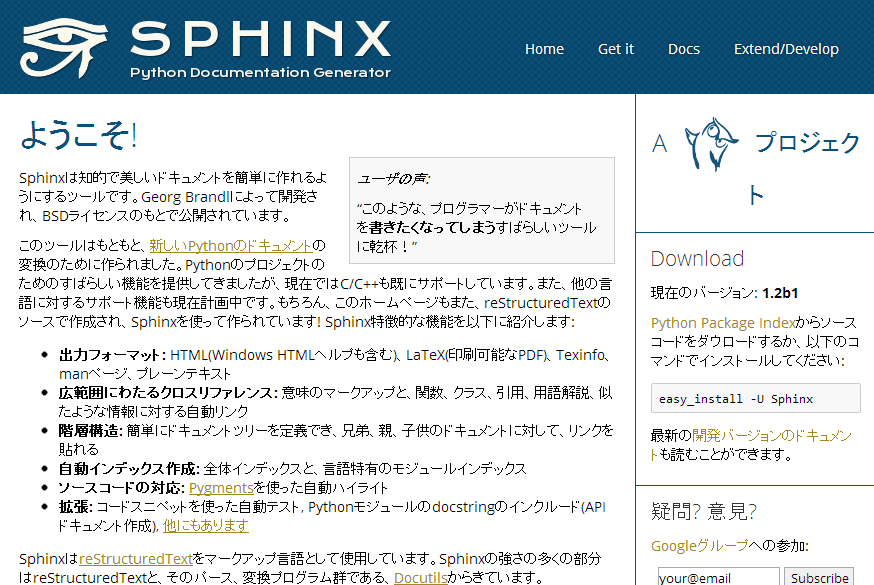 SPHINX
Python Documentation Generator
Home Get it Docs Extend/Develop
ようこそ!
Sphinxは知的で美しいドキュメントを簡単に作れるよ
うにするツールです。Georg Brandlによって開発さ
れ、BSDライセンスのもとで公開されています。
ユーザの声:
“このような、プログラマーがドキュメント
を書きたくなってしまうすばらしいツール
に乾杯！”
このツールはもともと、新しいPythonのドキュメントの
変換のために作られました。Pythonのプロジェクトの
ためのすばらしい機能を提供してきましたが、現在ではC/C++も既にサポートしています。また、他の言
語に対するサポート機能も現在計画中です。もちろん、このホームページもまた、reStructuredTextの
ソースで作成され、Sphinxを使って作られています! Sphinx特徴的な機能を以下に紹介します:
出力フォーマット: HTML(Windows HTMLヘルプも含む)、LaTeX(印刷可能なPDF)、Texinfo、
manページ、プレーンテキスト
広範囲にわたるクロスリファレンス: 意味のマークアップと、関数、クラス、引用、用語解説、似
たような情報に対する自動リンク
階層構造: 簡単にドキュメントツリーを定義でき、兄弟、親、子供のドキュメントに対して、リンクを
貼れる
自動インデックス作成: 全体インデックスと、言語特有のモジュールインデックス
ソースコードの対応: Pygmentsを使った自動ハイライト
拡張: コードスニペットを使った自動テスト, Pythonモジュールのdocstringのインクルード(API
ドキュメント作成), 他にもあります
Sphinxは reStructuredTextをマークアップ言語として使用しています。Sphinxの強さの多くの部分
はreStructuredTextと、そのパース、変換プログラム群である、Docutilsからきています。
A プロジェク
ト
Download
現在のバージョン: 1.2b1
Python Package Indexからソース
コードをダウロードするか、以下のコ
マンドでインストールしてください:
easy_install -U Sphinx
最新の開発バージョンのドキュメン
トも読むことができます。
疑問? 意見?
Googleグループへの参加:
your@email Subscribe